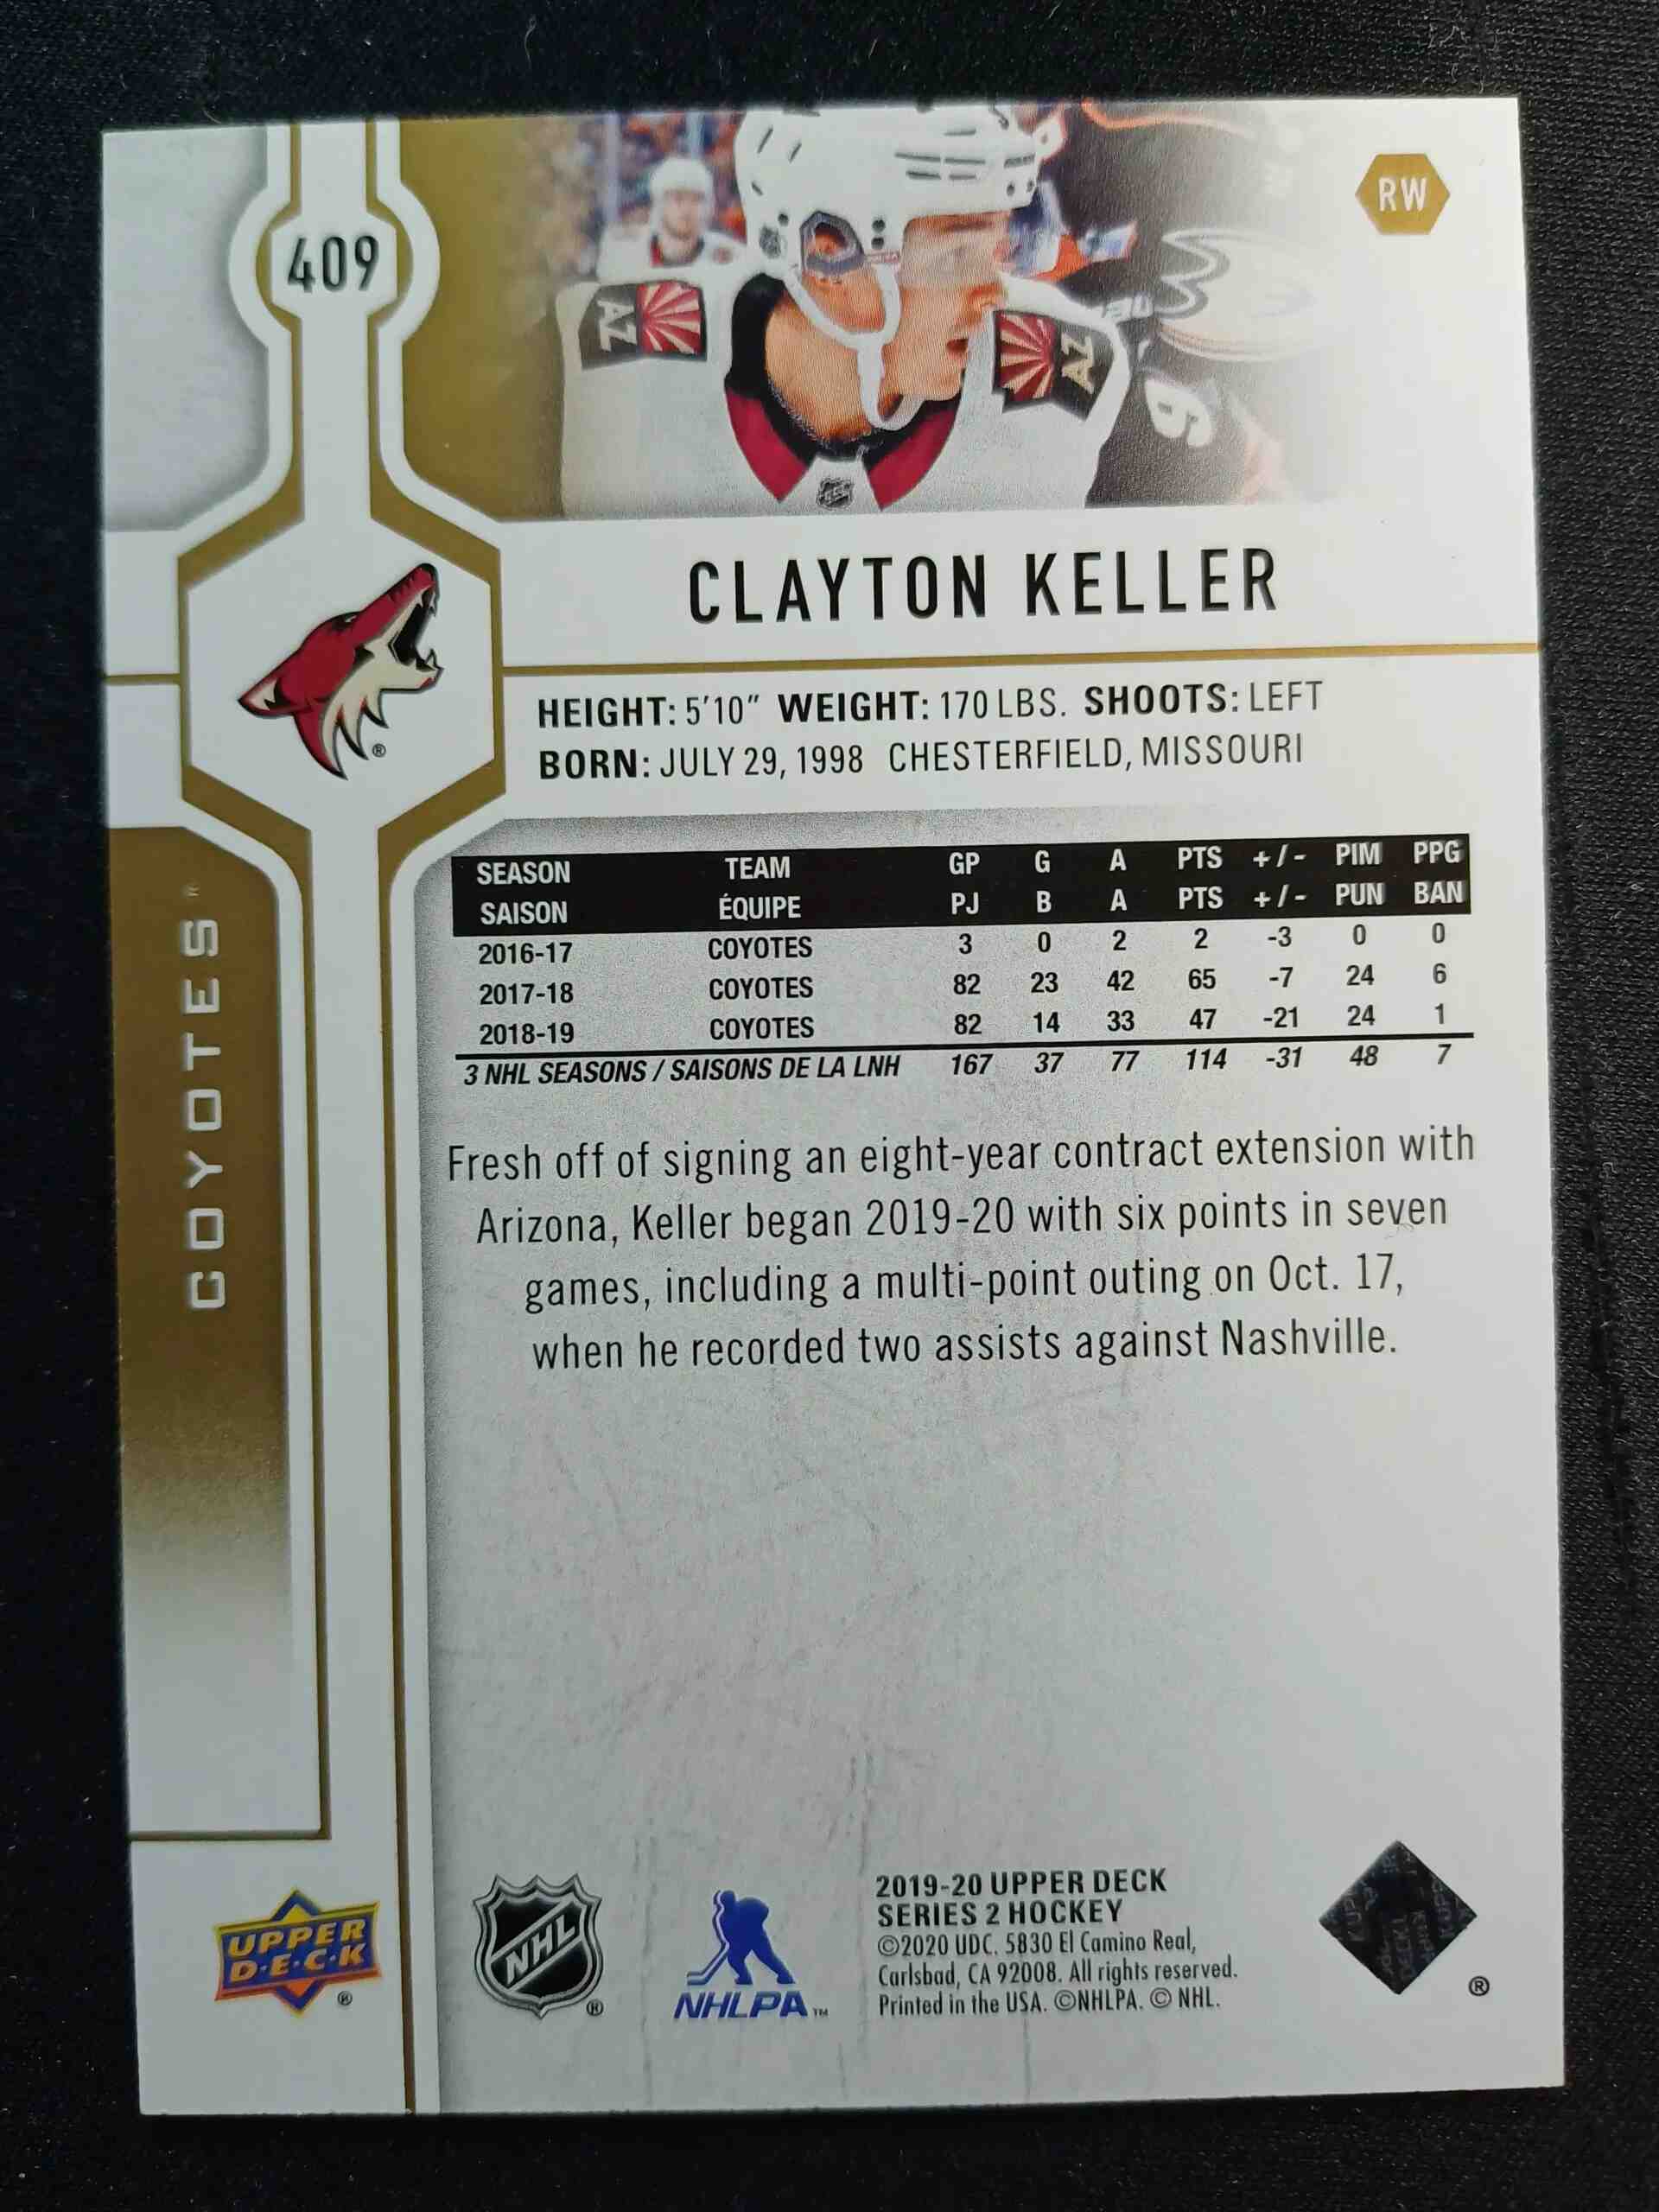 409
RW
AZ
AZ
6
CLAYTON KELLER
HEIGHT: 5'10" WEIGHT: 170 LBS. SHOOTS: LEFT
BORN: JULY 29, 1998 CHESTERFIELD, MISSOURI
COYOTES
SEASON TEAM GP G A PTS +/- PIM PPG
SAISON ÉQUIPE PJ B A PTS +/- PUN BAN
2016-17 COYOTES 3 0 2 2 -3 0 0
2017-18 COYOTES 82 23 42 65 -7 24 6
2018-19 COYOTES 82 14 33 47 -21 24 1
3 NHL SEASONS / SAISONS DE LA LNH 167 37 77 114 -31 48 7
Fresh off of signing an eight-year contract extension with
Arizona, Keller began 2019-20 with six points in seven
games, including a multi-point outing on Oct. 17,
when he recorded two assists against Nashville.
UPPER
D·E·C·K
®
NHL
®
NHLPA™
2019-20 UPPER DECK
SERIES 2 HOCKEY
©2020 UDC. 5830 El Camino Real,
Carlsbad, CA 92008. All rights reserved.
Printed in the USA. ©NHLPA. © NHL.
®